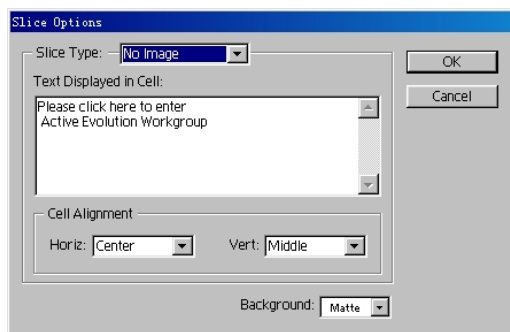 Slice Options
Slice Type: No Image
OK
Text Displayed in Cell:
Cancel
Please click here to enter
Active Evolution Workgroup
Cell Alignment
Horiz: Center Vert: Middle
Background: Matte